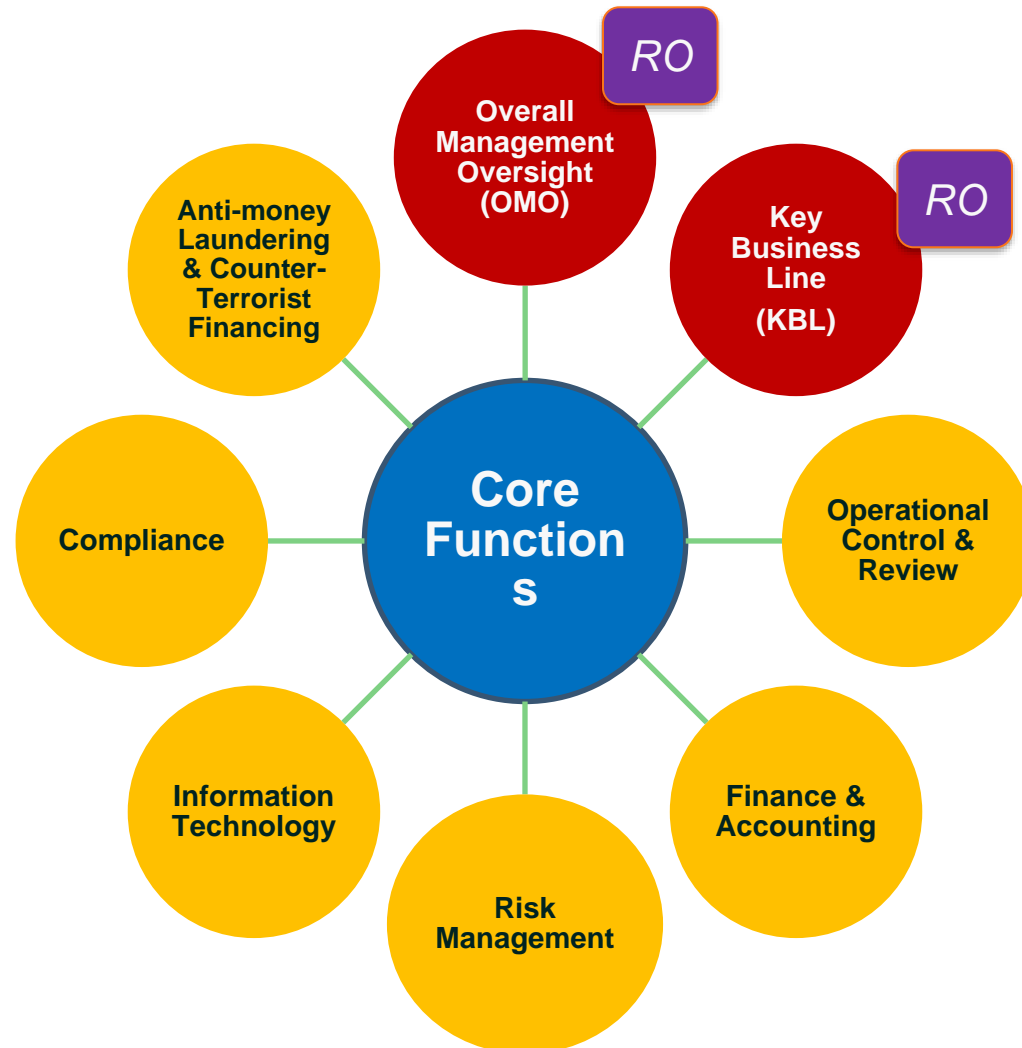 RO
Overall
Management
Oversight
(OMO)
RO
Key
Business
Line
(KBL)
Anti-money
Laundering
& Counter-
Terrorist
Financing
Core
Function
s
Compliance
Operational
Control &
Review
Information
Technology
Finance &
Accounting
Risk
Management